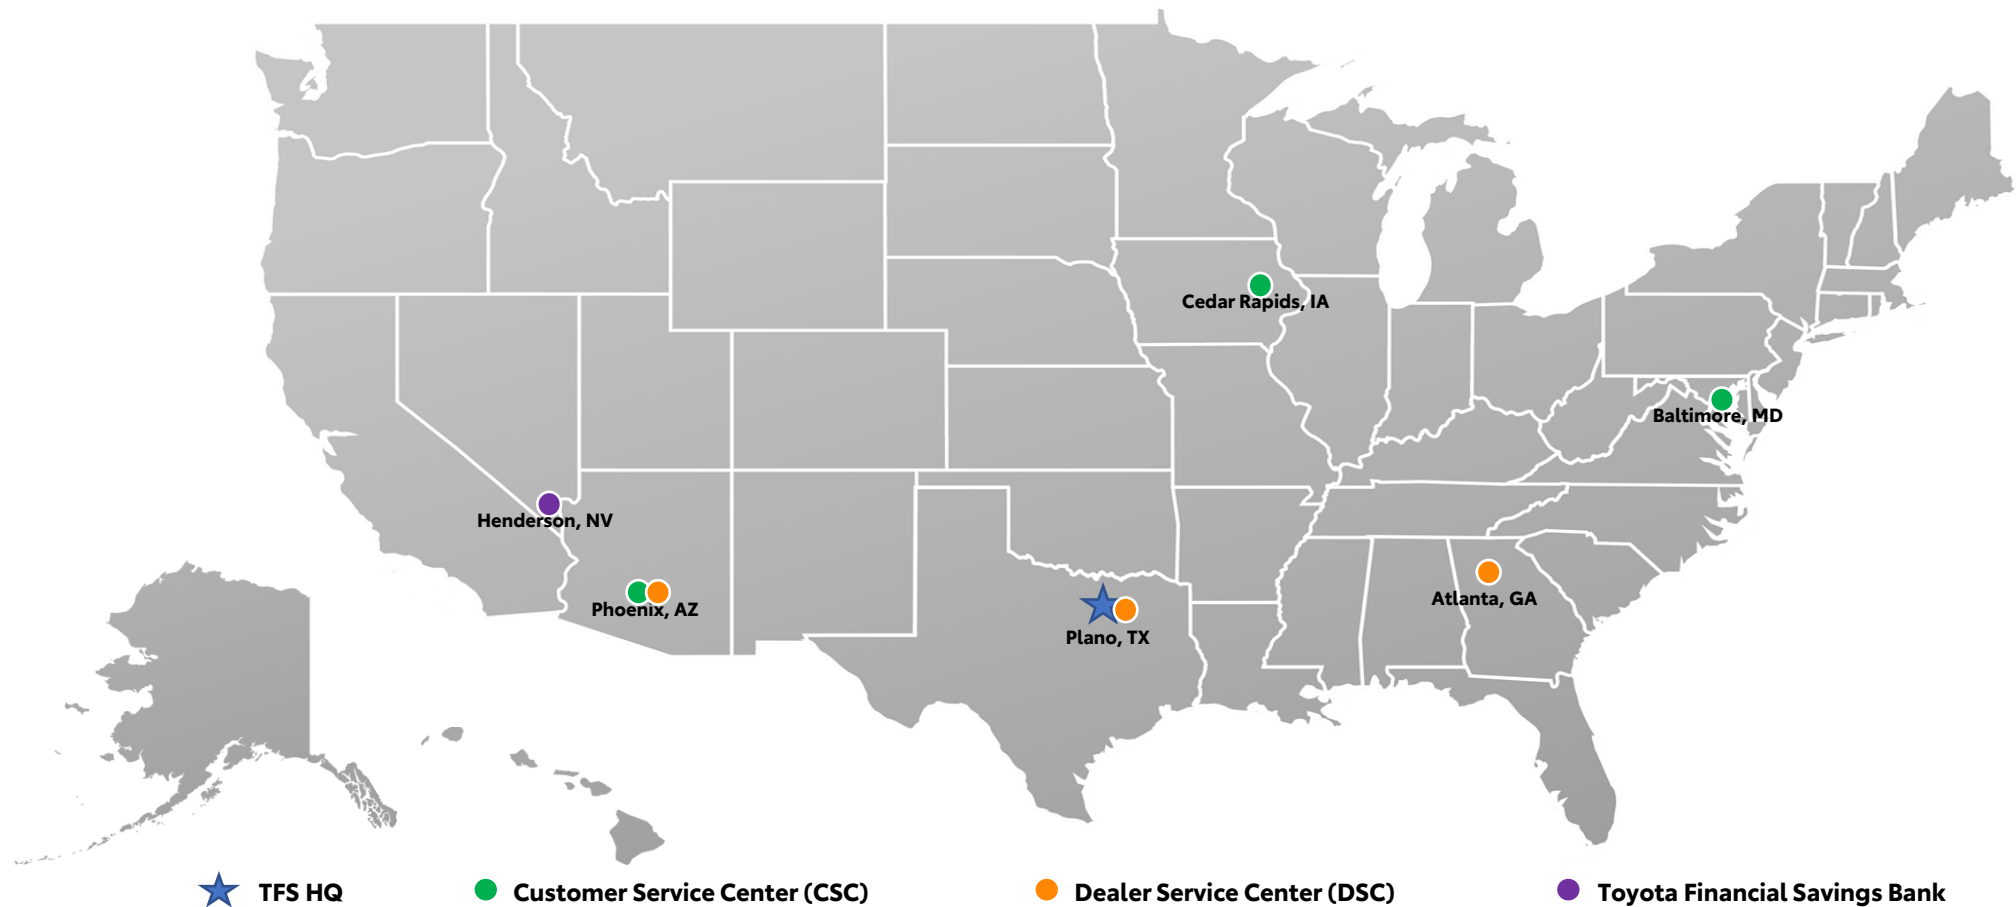 Cedar Rapids, IA
Baltimore, MD
Henderson, NV
Phoenix, AZ
Plano, TX
Atlanta, GA
TFS HQ
Customer Service Center (CSC)
Dealer Service Center (DSC)
Toyota Financial Savings Bank